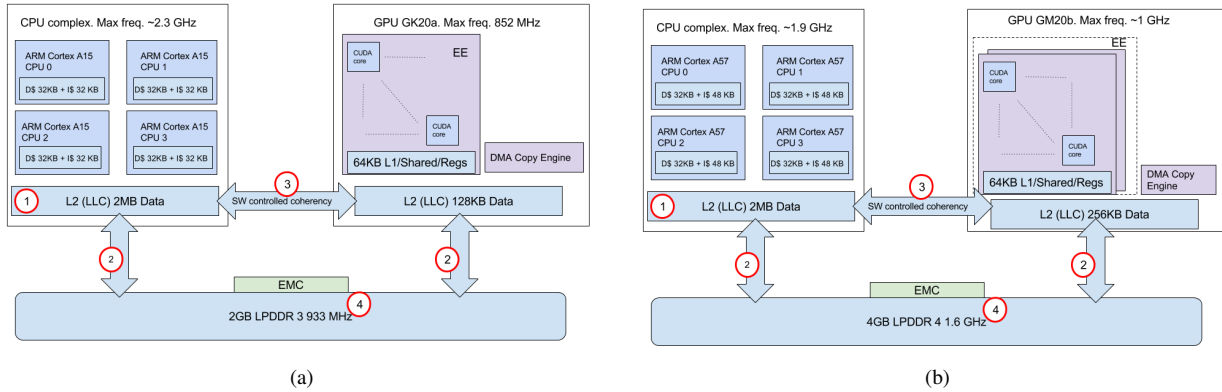 CPU complex. Max freq. ~2.3 GHz
ARM Cortex A15
CPU 0
D$ 32KB + I$ 32 KB
ARM Cortex A15
CPU 1
D$ 32KB + I$ 32 KB
ARM Cortex A15
CPU 2
D$ 32KB + I$ 32 KB
ARM Cortex A15
CPU 3
D$ 32KB + I$ 32 KB
1
L2 (LLC) 2MB Data
3
SW controlled coherency
GPU GK20a. Max freq. 852 MHz
EE
CUDA
core
CUDA
core
64KB L1/Shared/Regs
DMA Copy Engine
L2 (LLC) 128KB Data
2
2
EMC
4
2GB LPDDR 3 933 MHz
(a)
CPU complex. Max freq. ~1.9 GHz
ARM Cortex A57
CPU 0
D$ 32KB + I$ 48 KB
ARM Cortex A57
CPU 1
D$ 32KB + I$ 48 KB
ARM Cortex A57
CPU 2
D$ 32KB + I$ 48 KB
ARM Cortex A57
CPU 3
D$ 32KB + I$ 48 KB
1
L2 (LLC) 2MB Data
3
SW controlled coherency
GPU GM20b. Max freq. ~1 GHz
EE
CUDA
core
CUDA
core
64KB L1/Shared/Regs
DMA Copy
Engine
L2 (LLC) 256KB Data
2
2
EMC
4
4GB LPDDR 4 1.6 GHz
(b)